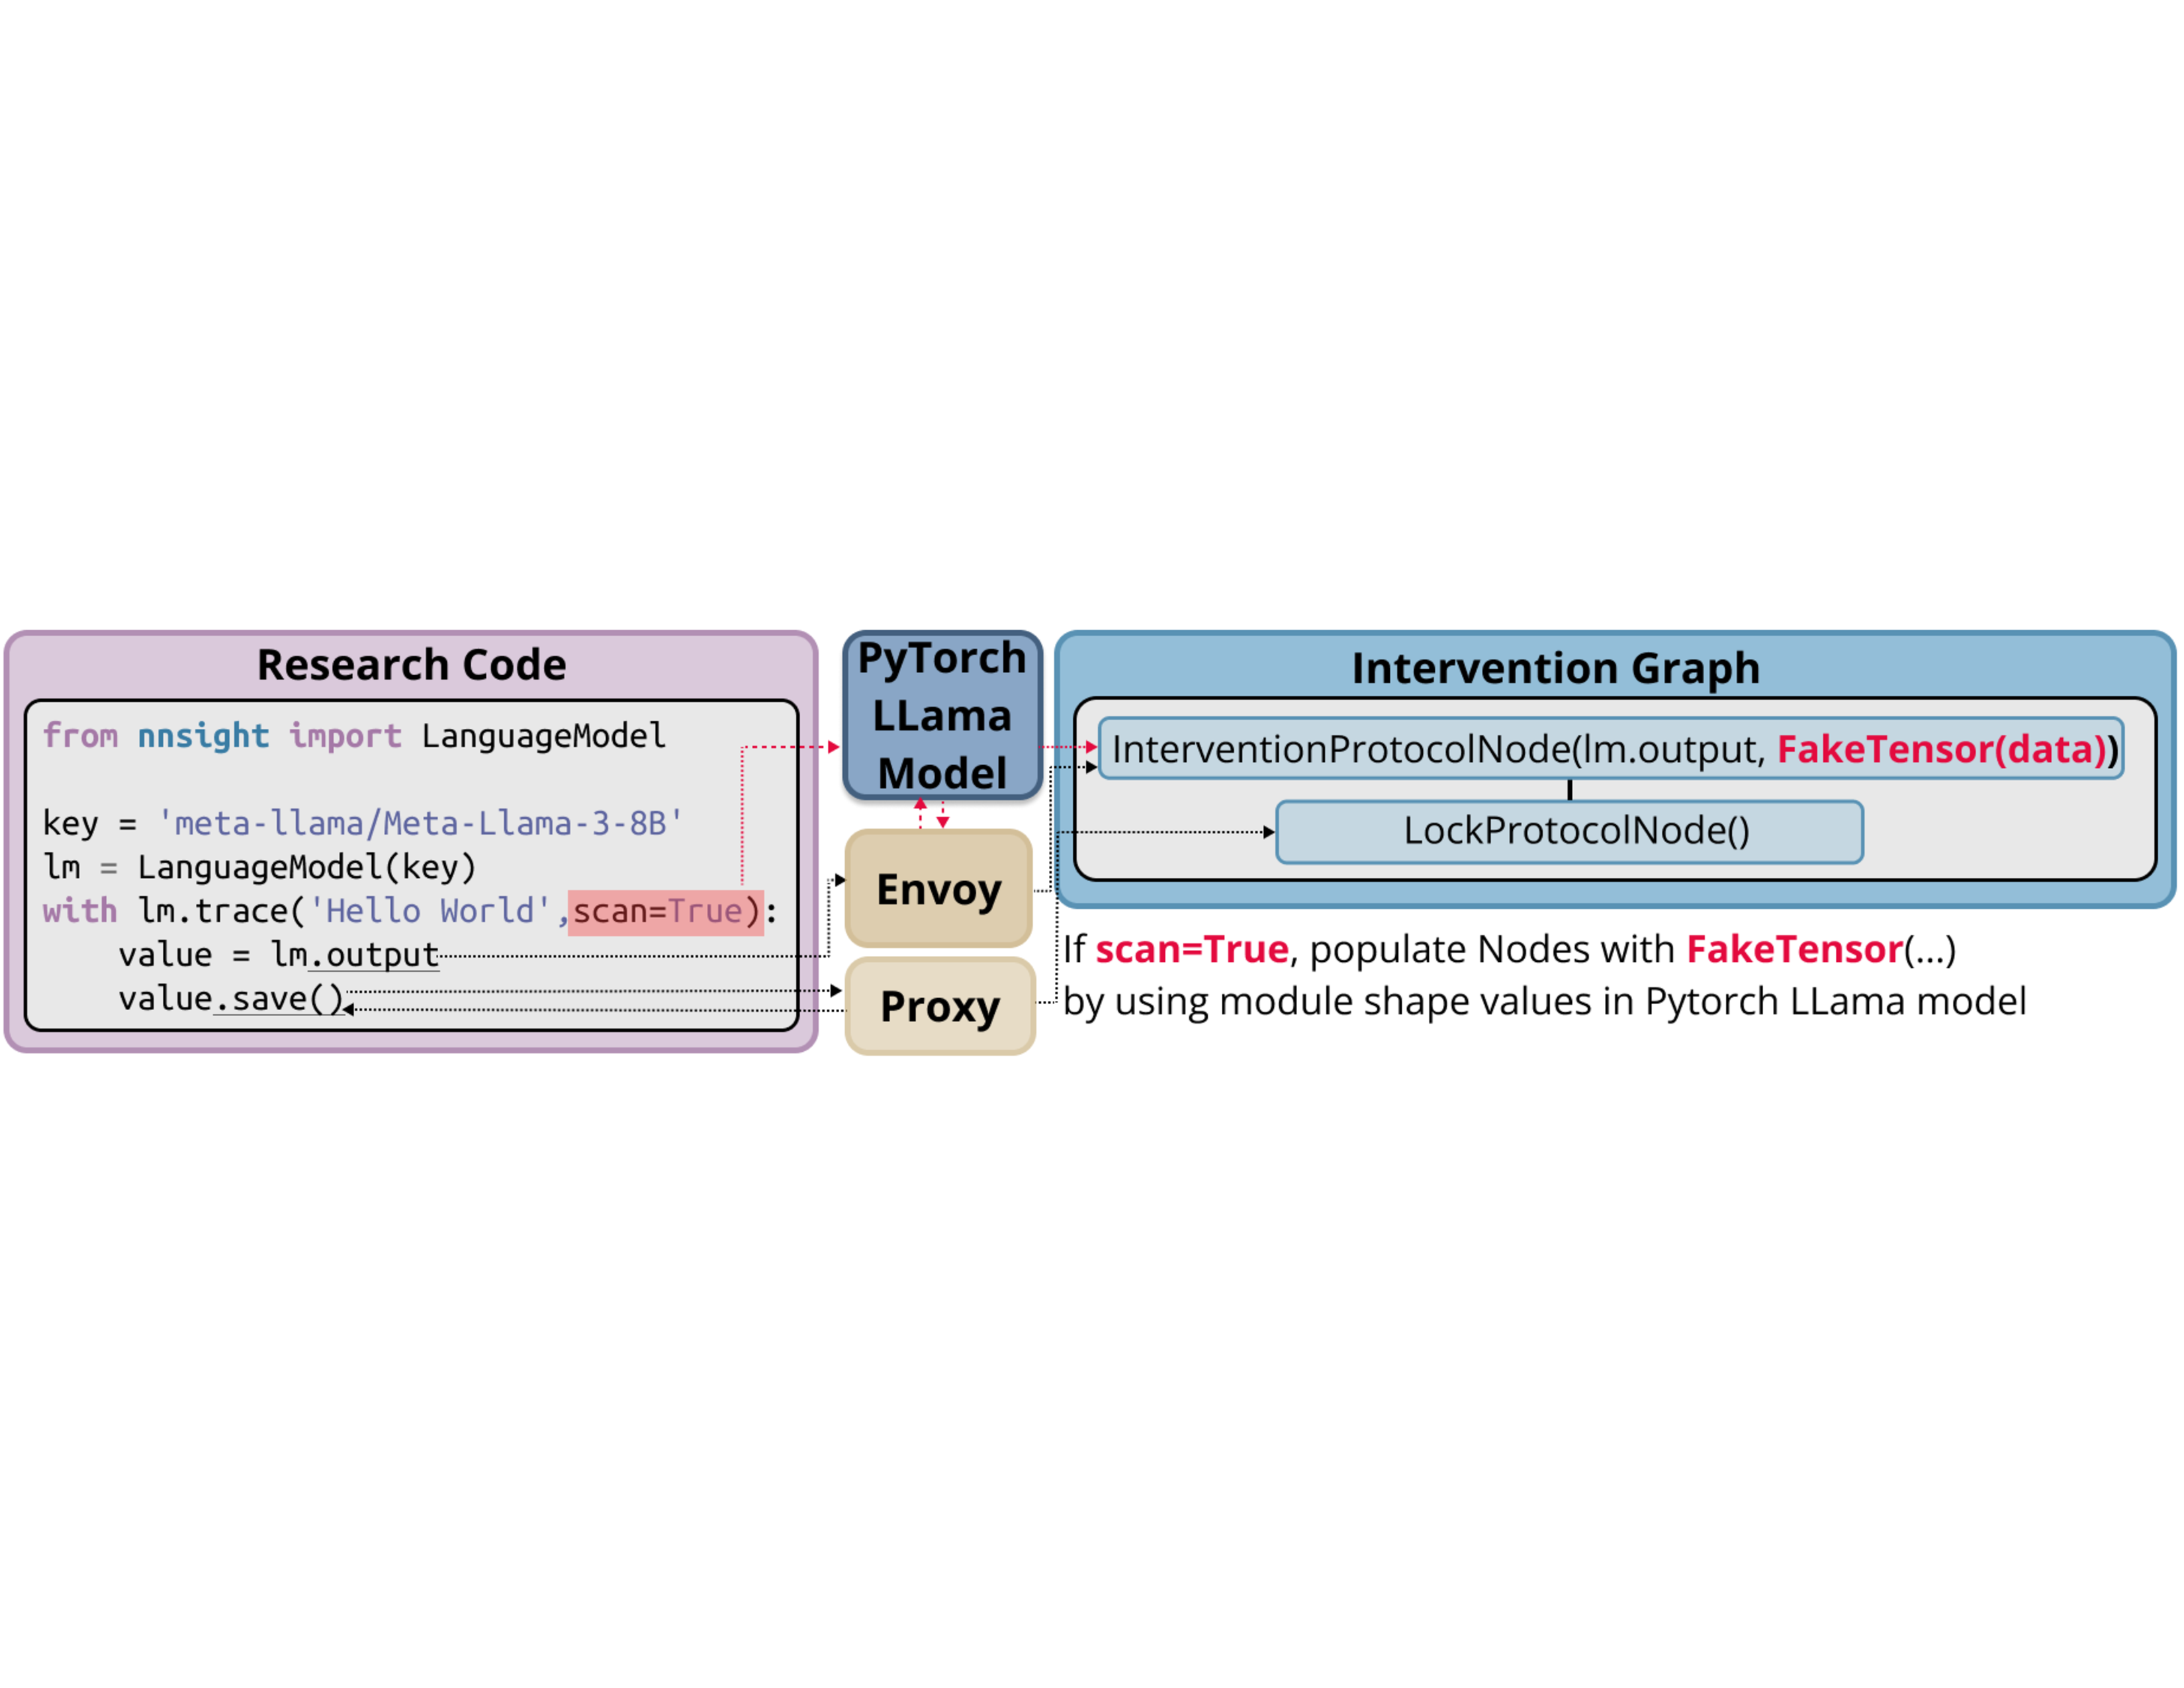 Research Code
from nnsight import LanguageModel
key = 'meta-llama/Meta-Llama-3-8B'
lm = LanguageModel(key)
with lm.trace('Hello World',scan=True):
value = lm.output
value.save()
PyTorch
LLama
Model
Envoy
Proxy
Intervention Graph
InterventionProtocolNode(lm.output, FakeTensor(data))
LockProtocolNode()
If scan=True, populate Nodes with FakeTensor(...)
by using module shape values in Pytorch LLama model